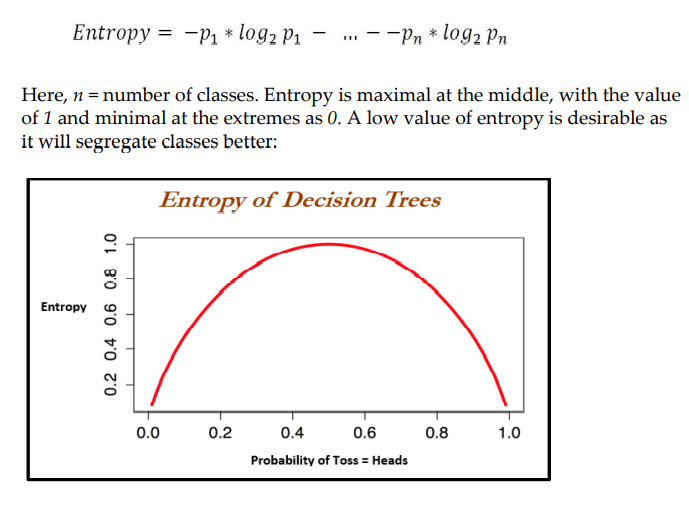 Entropy = −p₁ * log₂ p₁ − ... − −pₙ * log₂ pₙ
Here, n = number of classes. Entropy is maximal at the middle, with the value
of 1 and minimal at the extremes as 0. A low value of entropy is desirable as
it will segregate classes better:
Entropy of Decision Trees
1.0
0.8
Entropy
0.6
0.4
0.2
0.0 0.2 0.4 0.6 0.8 1.0
Probability of Toss = Heads